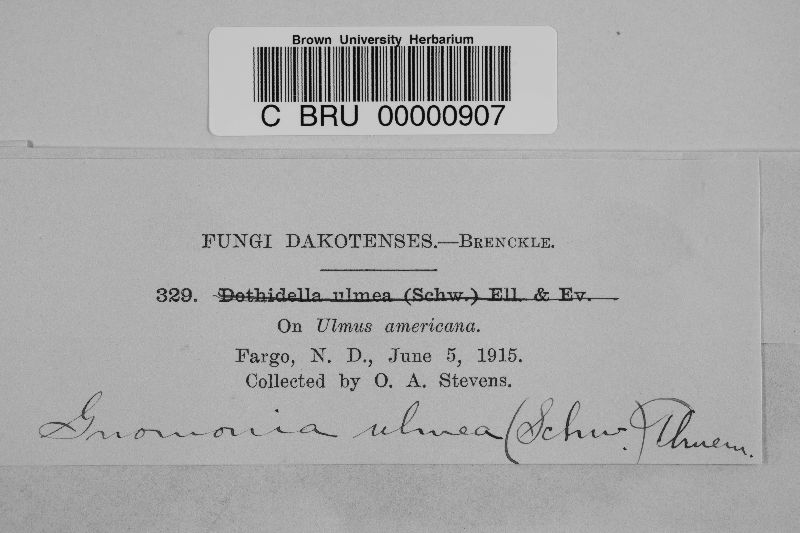 Brown University Herbarium
C BRU 00000907
FUNGI DAKOTENSES.—BRENCKLE.
329. Dothidella ulmea (Schw.) Ell. & Ev.
On Ulmus americana.
Fargo, N. D., June 5, 1915.
Collected by O. A. Stevens.
Gnomonia ulmea (Schw.) Thuem.